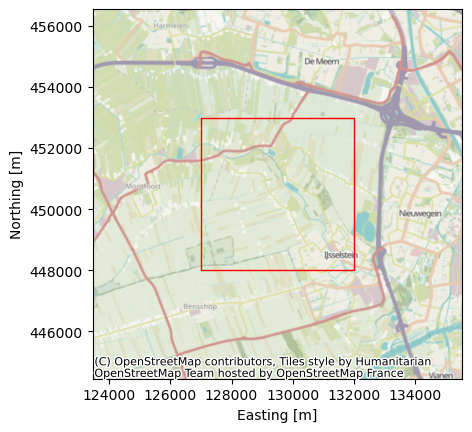 456000
Harmelen
454000
De Meern
452000
Montfoort
450000
Nieuwegein
IJsselstein
448000
Benschop
446000
(C) OpenStreetMap contributors, Tiles style by Humanitarian
OpenStreetMap Team hosted by OpenStreetMap France
Vianen
124000 126000 128000 130000 132000 134000
Easting [m]
Northing [m]